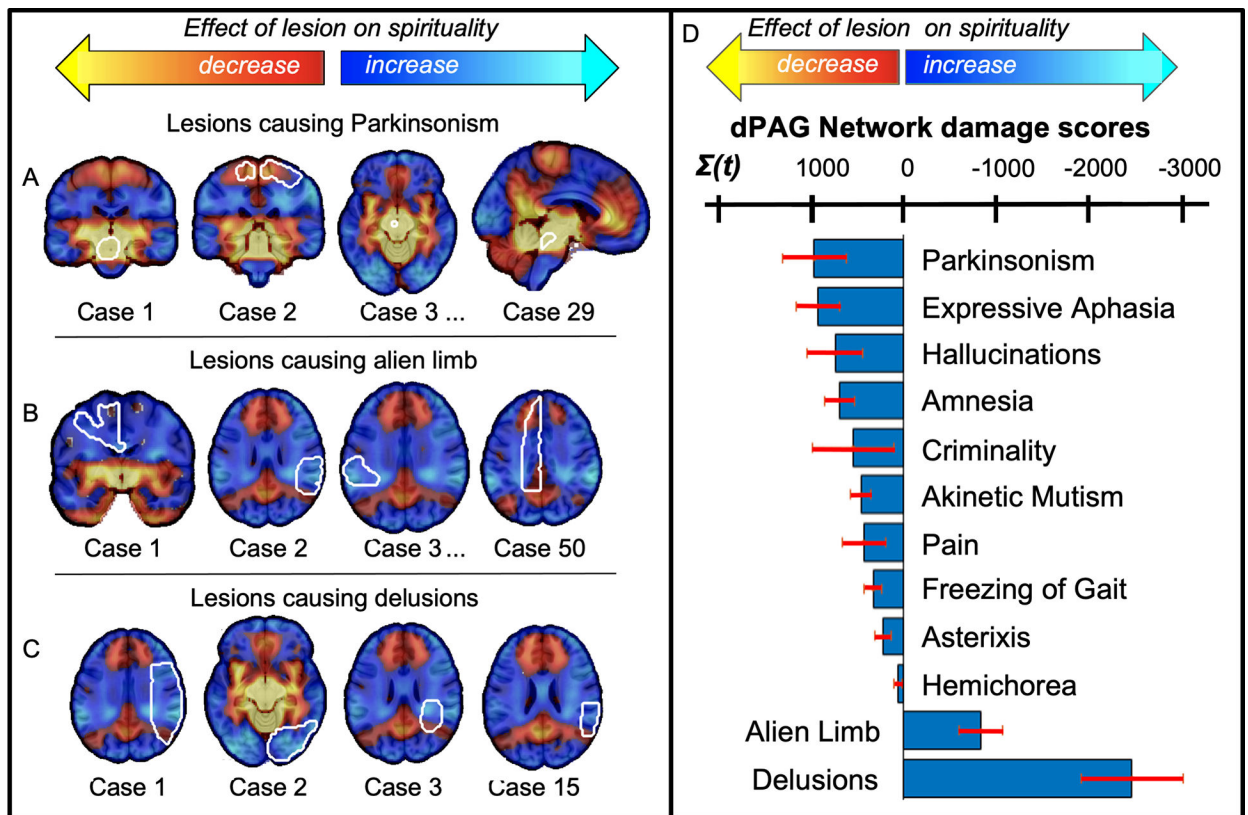 Effect of lesion on spirituality
decrease
increase
Lesions causing Parkinsonism
A
Case 1
Case 2
Case 3 ...
Case 29
Lesions causing alien limb
B
Case 1
Case 2
Case 3 ...
Case 50
Lesions causing delusions
C
Case 1
Case 2
Case 3
Case 15
D
Effect of lesion on spirituality
decrease
increase
dPAG Network damage scores
Σ(t)
1000
0
-1000
-2000
-3000
Parkinsonism
Expressive Aphasia
Hallucinations
Amnesia
Criminality
Akinetic Mutism
Pain
Freezing of Gait
Asterixis
Hemichorea
Alien Limb
Delusions